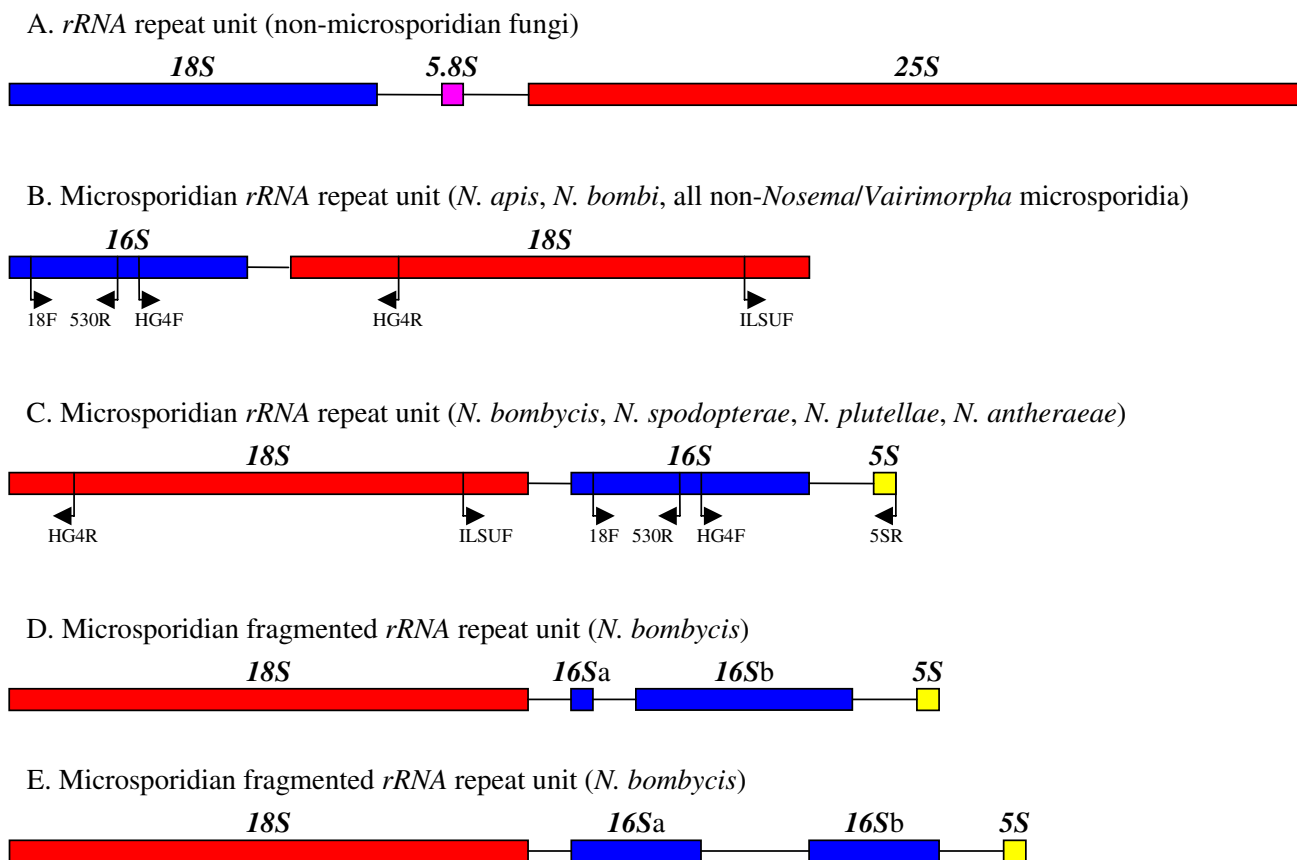 A. rRNA repeat unit (non-microsporidian fungi)
18S 5.8S 25S
B. Microsporidian rRNA repeat unit (N. apis, N. bombi, all non-Nosema/Vairimorpha microsporidia)
16S 18S
18F 530R HG4F HG4R ILSUF
C. Microsporidian rRNA repeat unit (N. bombycis, N. spodopterae, N. plutellae, N. antheraeae)
18S 16S 5S
HG4R ILSUF 18F 530R HG4F 5SR
D. Microsporidian fragmented rRNA repeat unit (N. bombycis)
18S 16Sa 16Sb 5S
E. Microsporidian fragmented rRNA repeat unit (N. bombycis)
18S 16Sa 16Sb 5S